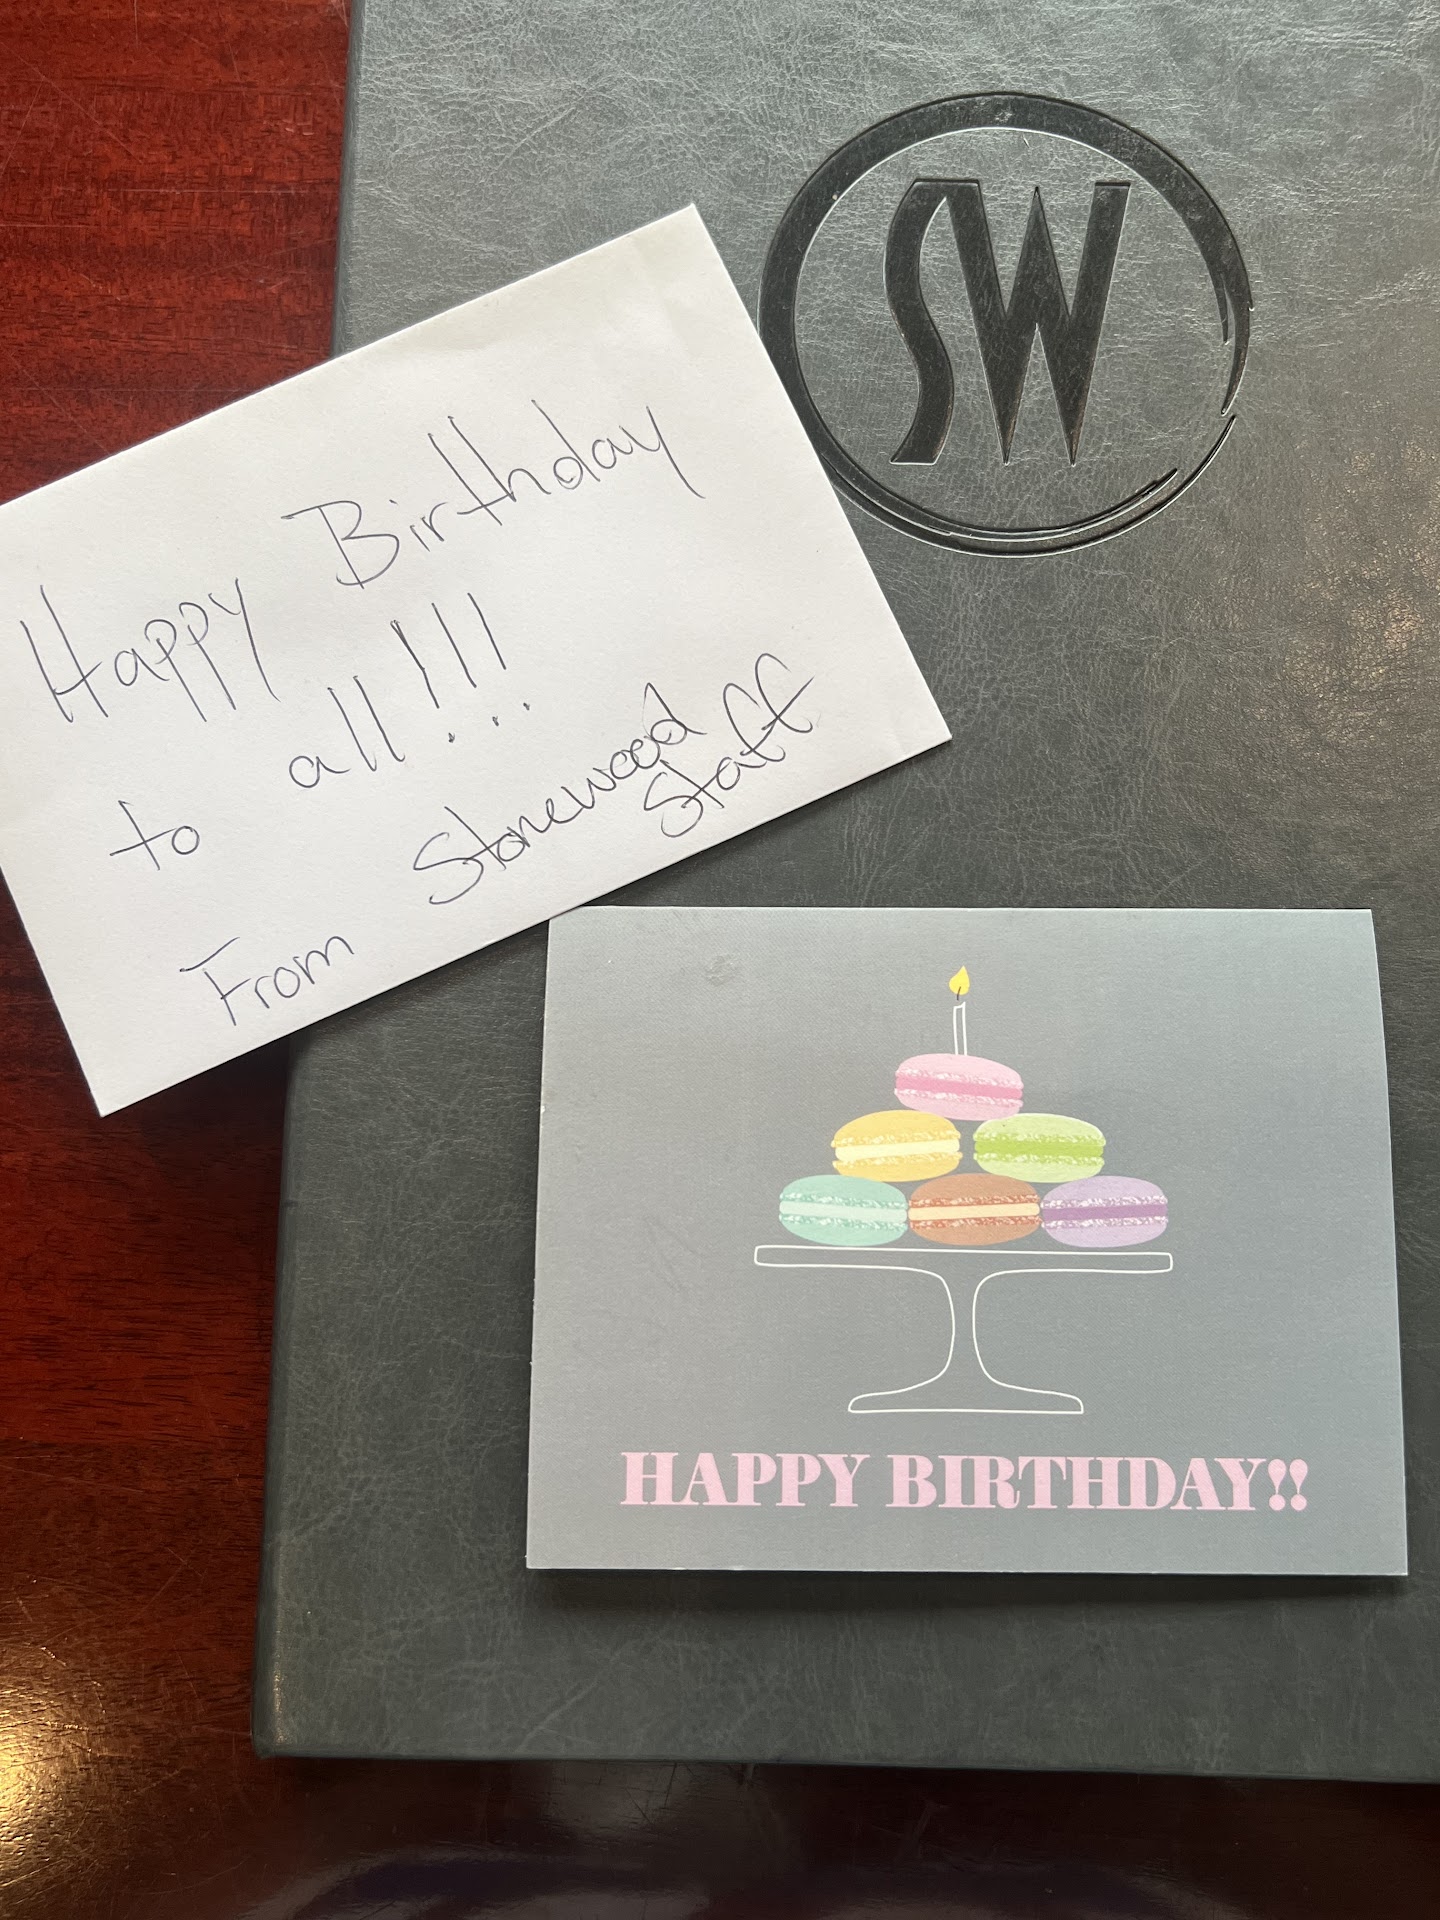 SW
Happy Birthday
to all!!!
From Stonewood
Staff
HAPPY BIRTHDAY!!